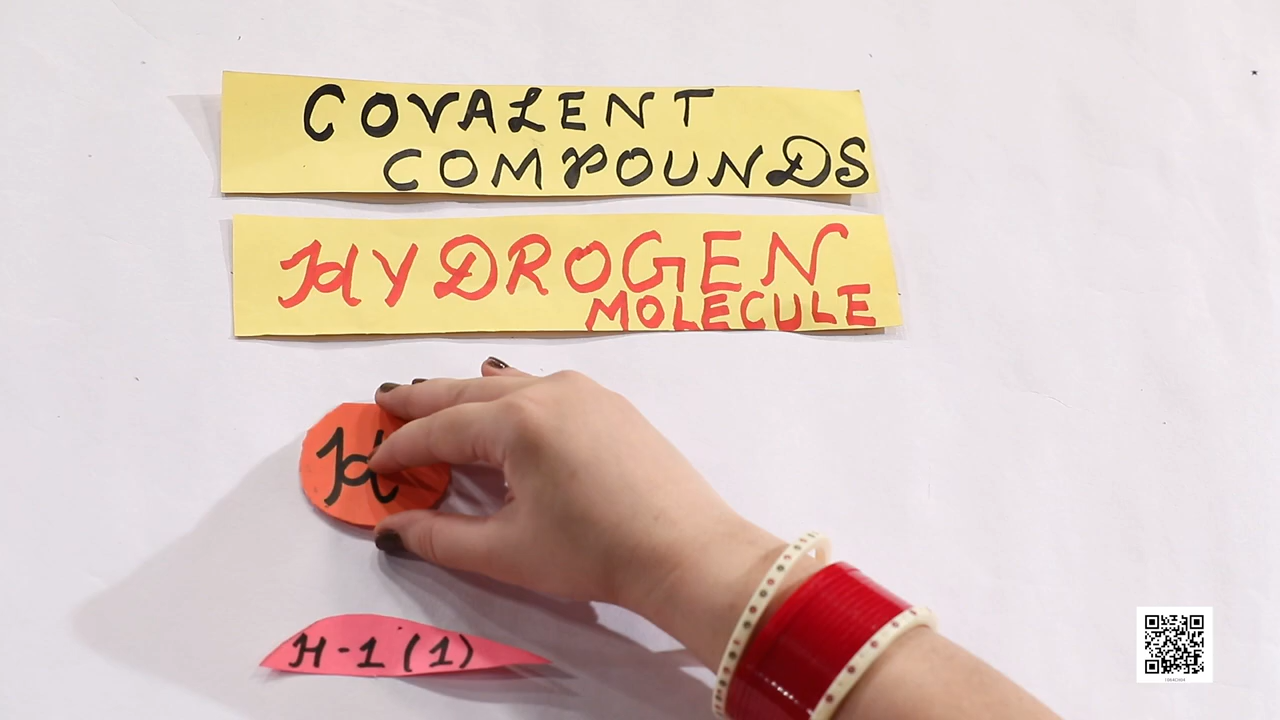 COVALENT
COMPOUNDS
HYDROGEN
MOLECULE
H
H-1 (1)